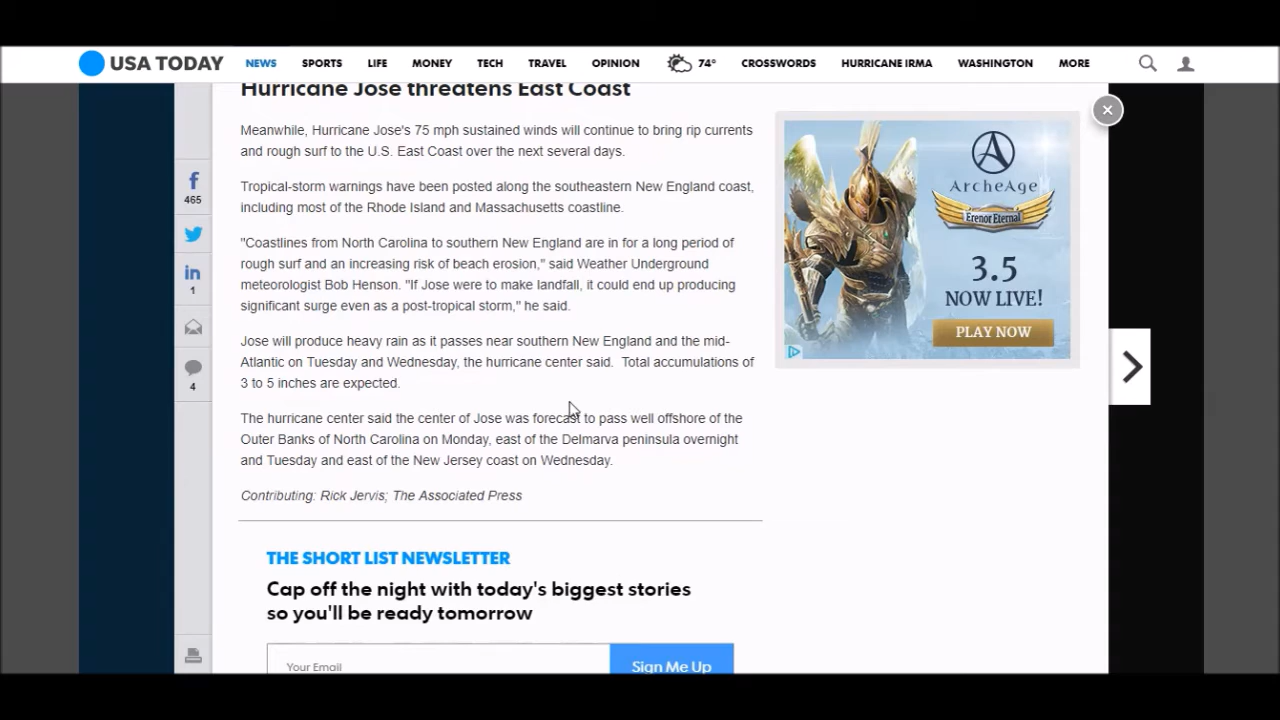 USA TODAY
NEWS
SPORTS
LIFE
MONEY
TECH
TRAVEL
OPINION
74°
CROSSWORDS
HURRICANE IRMA
WASHINGTON
MORE
Hurricane Jose threatens East Coast
Meanwhile, Hurricane Jose's 75 mph sustained winds will continue to bring rip currents
and rough surf to the U.S. East Coast over the next several days.
Tropical-storm warnings have been posted along the southeastern New England coast,
including most of the Rhode Island and Massachusetts coastline.
"Coastlines from North Carolina to southern New England are in for a long period of
rough surf and an increasing risk of beach erosion," said Weather Underground
meteorologist Bob Henson. "If Jose were to make landfall, it could end up producing
significant surge even as a post-tropical storm," he said.
Jose will produce heavy rain as it passes near southern New England and the mid-
Atlantic on Tuesday and Wednesday, the hurricane center said. Total accumulations of
3 to 5 inches are expected.
The hurricane center said the center of Jose was forecast to pass well offshore of the
Outer Banks of North Carolina on Monday, east of the Delmarva peninsula overnight
and Tuesday and east of the New Jersey coast on Wednesday.
Contributing: Rick Jervis; The Associated Press
THE SHORT LIST NEWSLETTER
Cap off the night with today's biggest stories
so you'll be ready tomorrow
Your Email
Sign Me Up
465
1
4
ARCHEAGE
Erenor Eternal
3.5
NOW LIVE!
PLAY NOW